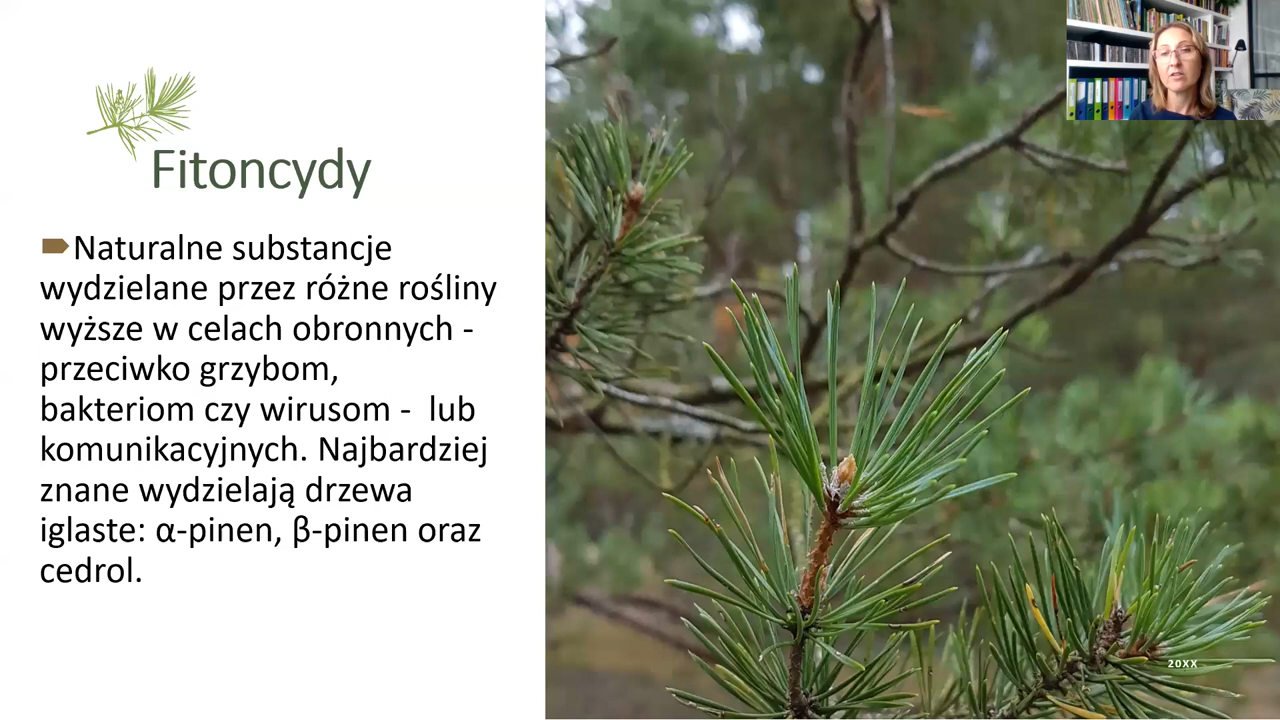 Fitoncydy
Naturalne substancje
wydzielane przez różne rośliny
wyższe w celach obronnych -
przeciwko grzybom,
bakteriom czy wirusom -  lub
komunikacyjnych. Najbardziej
znane wydzielają drzewa
iglaste: α-pinen, β-pinen oraz
cedrol.
20XX